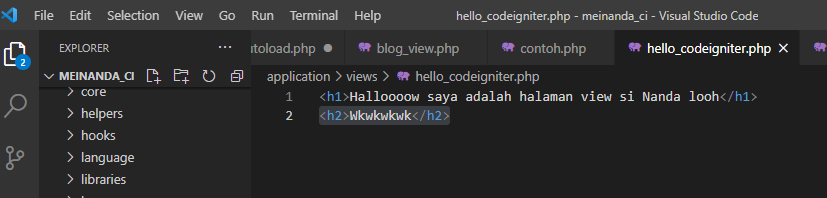 File Edit Selection View Go Run Terminal Help hello_codeigniter.php - meinanda_ci - Visual Studio Code
EXPLORER ··· utoload.php ● blog_view.php contoh.php hello_codeigniter.php ×
2
MEINANDA_CI application > views > hello_codeigniter.php
core 1 <h1>Halloooow saya adalah halaman view si Nanda looh</h1>
helpers 2 <h2>Wkwkwkwk</h2>
hooks
language
libraries